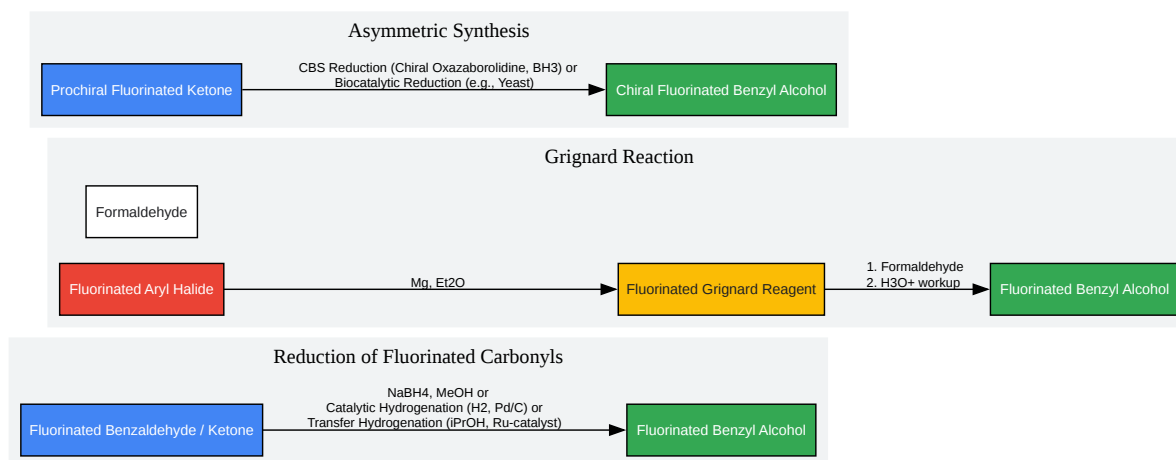 Asymmetric Synthesis
Prochiral Fluorinated Ketone
CBS Reduction (Chiral Oxazaborolidine, BH3) or
Biocatalytic Reduction (e.g., Yeast)
Chiral Fluorinated Benzyl Alcohol
Grignard Reaction
Formaldehyde
Fluorinated Aryl Halide
Mg, Et2O
Fluorinated Grignard Reagent
1. Formaldehyde
2. H3O+ workup
Fluorinated Benzyl Alcohol
Reduction of Fluorinated Carbonyls
Fluorinated Benzaldehyde / Ketone
NaBH4, MeOH or
Catalytic Hydrogenation (H2, Pd/C) or
Transfer Hydrogenation (iPrOH, Ru-catalyst)
Fluorinated Benzyl Alcohol